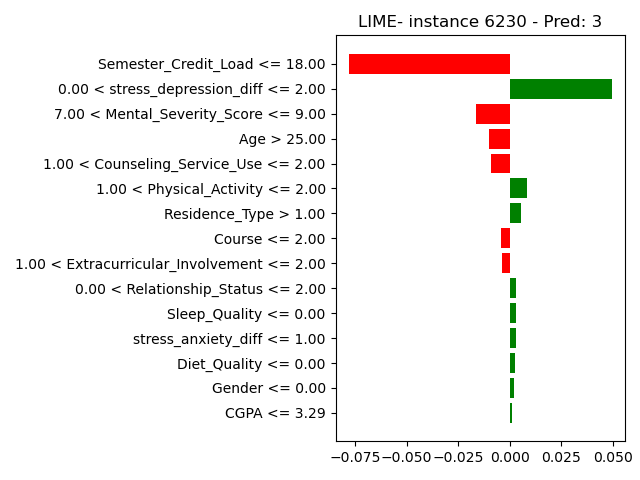 LIME- instance 6230 - Pred: 3
Semester_Credit_Load <= 18.00
0.00 < stress_depression_diff <= 2.00
7.00 < Mental_Severity_Score <= 9.00
Age > 25.00
1.00 < Counseling_Service_Use <= 2.00
1.00 < Physical_Activity <= 2.00
Residence_Type > 1.00
Course <= 2.00
1.00 < Extracurricular_Involvement <= 2.00
0.00 < Relationship_Status <= 2.00
Sleep_Quality <= 0.00
stress_anxiety_diff <= 1.00
Diet_Quality <= 0.00
Gender <= 0.00
CGPA <= 3.29
−0.075 −0.050 −0.025 0.000 0.025 0.050